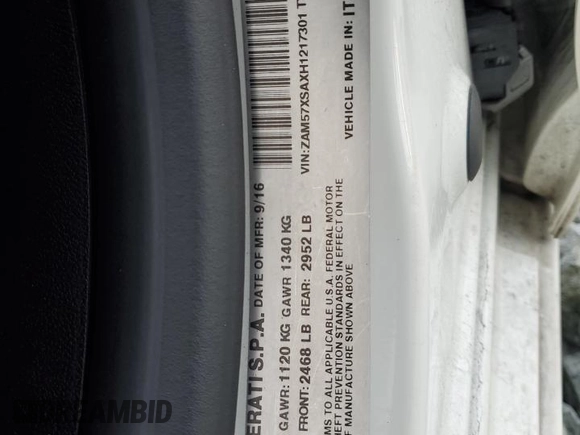 ERATI S.P.A. DATE OF MFR: 9/16
GAWR: 1120 KG GAWR 1340 KG
FRONT: 2468 LB REAR: 2952 LB
MS TO ALL APPLICABLE U.S.A. FEDERAL MOTOR
HEFT PREVENTION STANDARDS IN EFFECT ON THE
F MANUFACTURE SHOWN ABOVE
VIN:ZAM57XSAXH1217301 T
VEHICLE MADE IN: IT